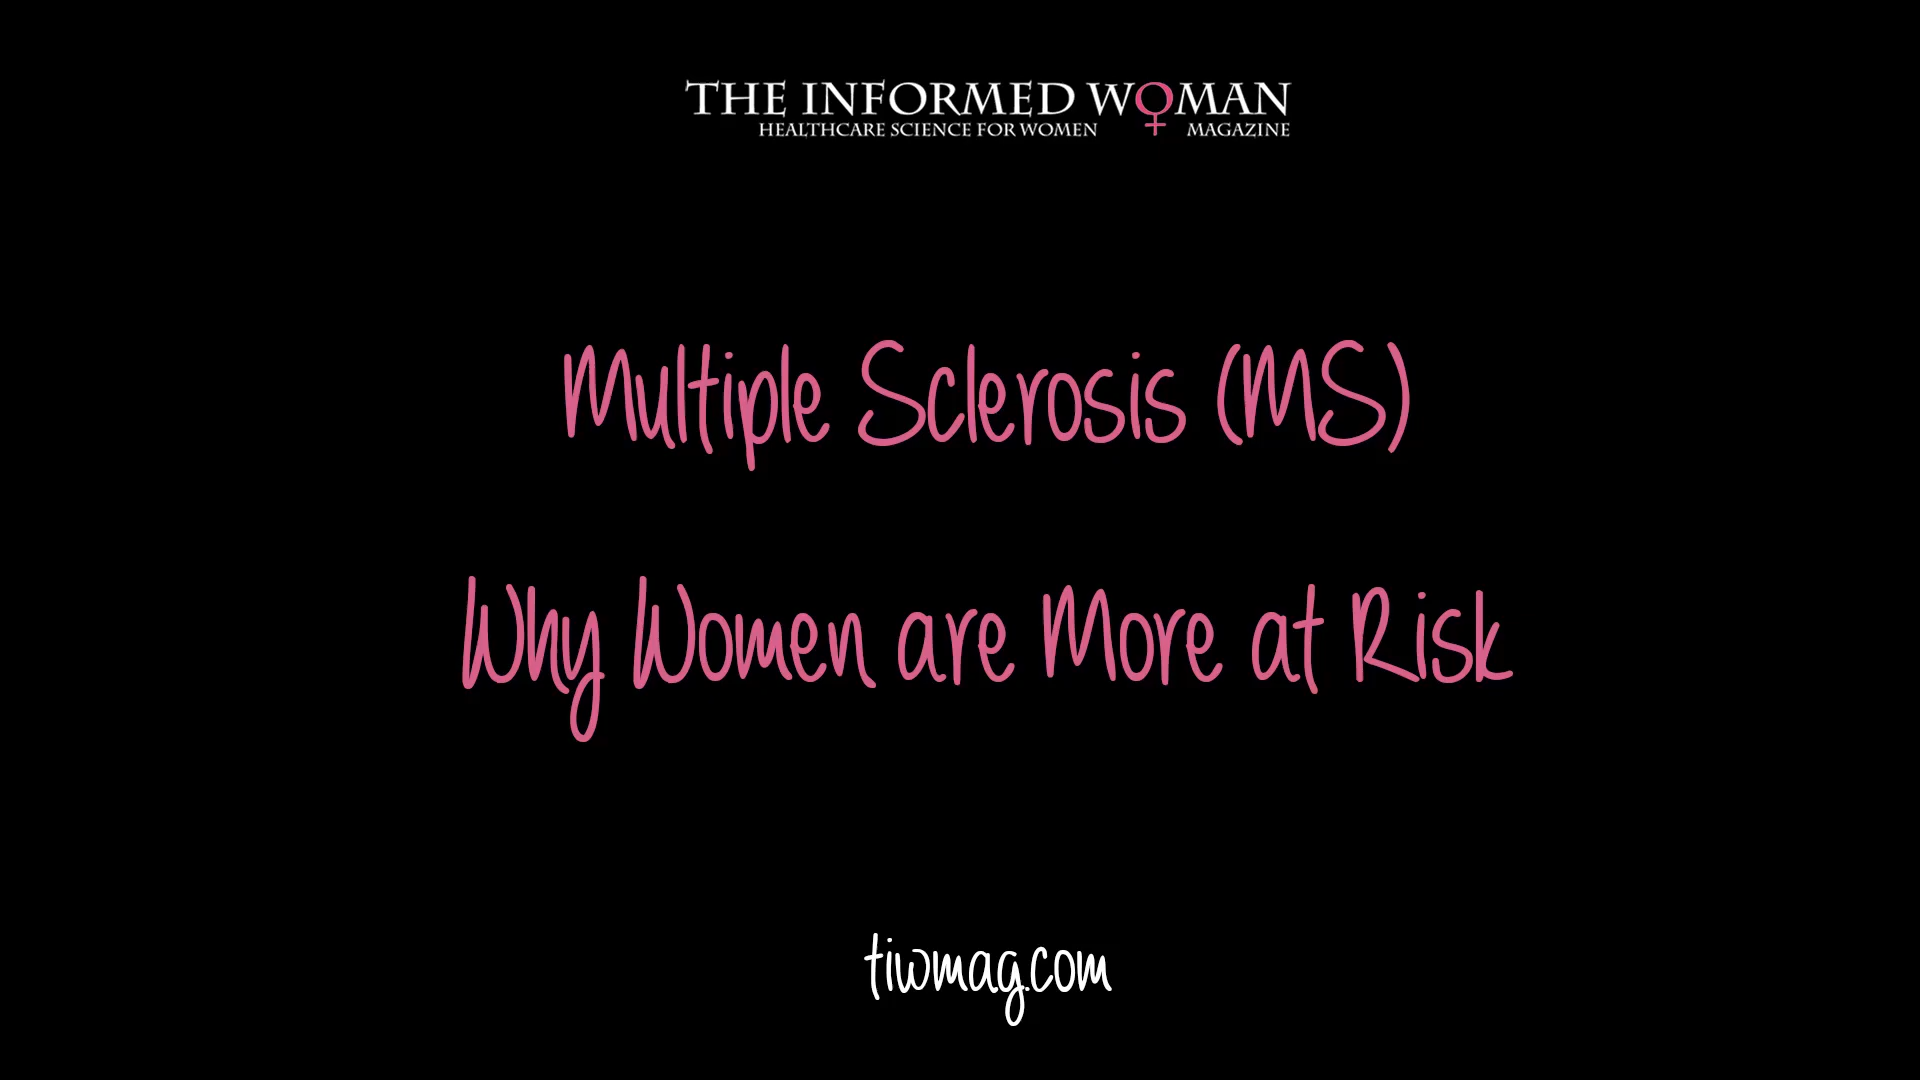 THE INFORMED WOMAN
HEALTHCARE SCIENCE FOR WOMEN MAGAZINE
Multiple Sclerosis (MS)
Why Women are More at Risk
tiwmag.com